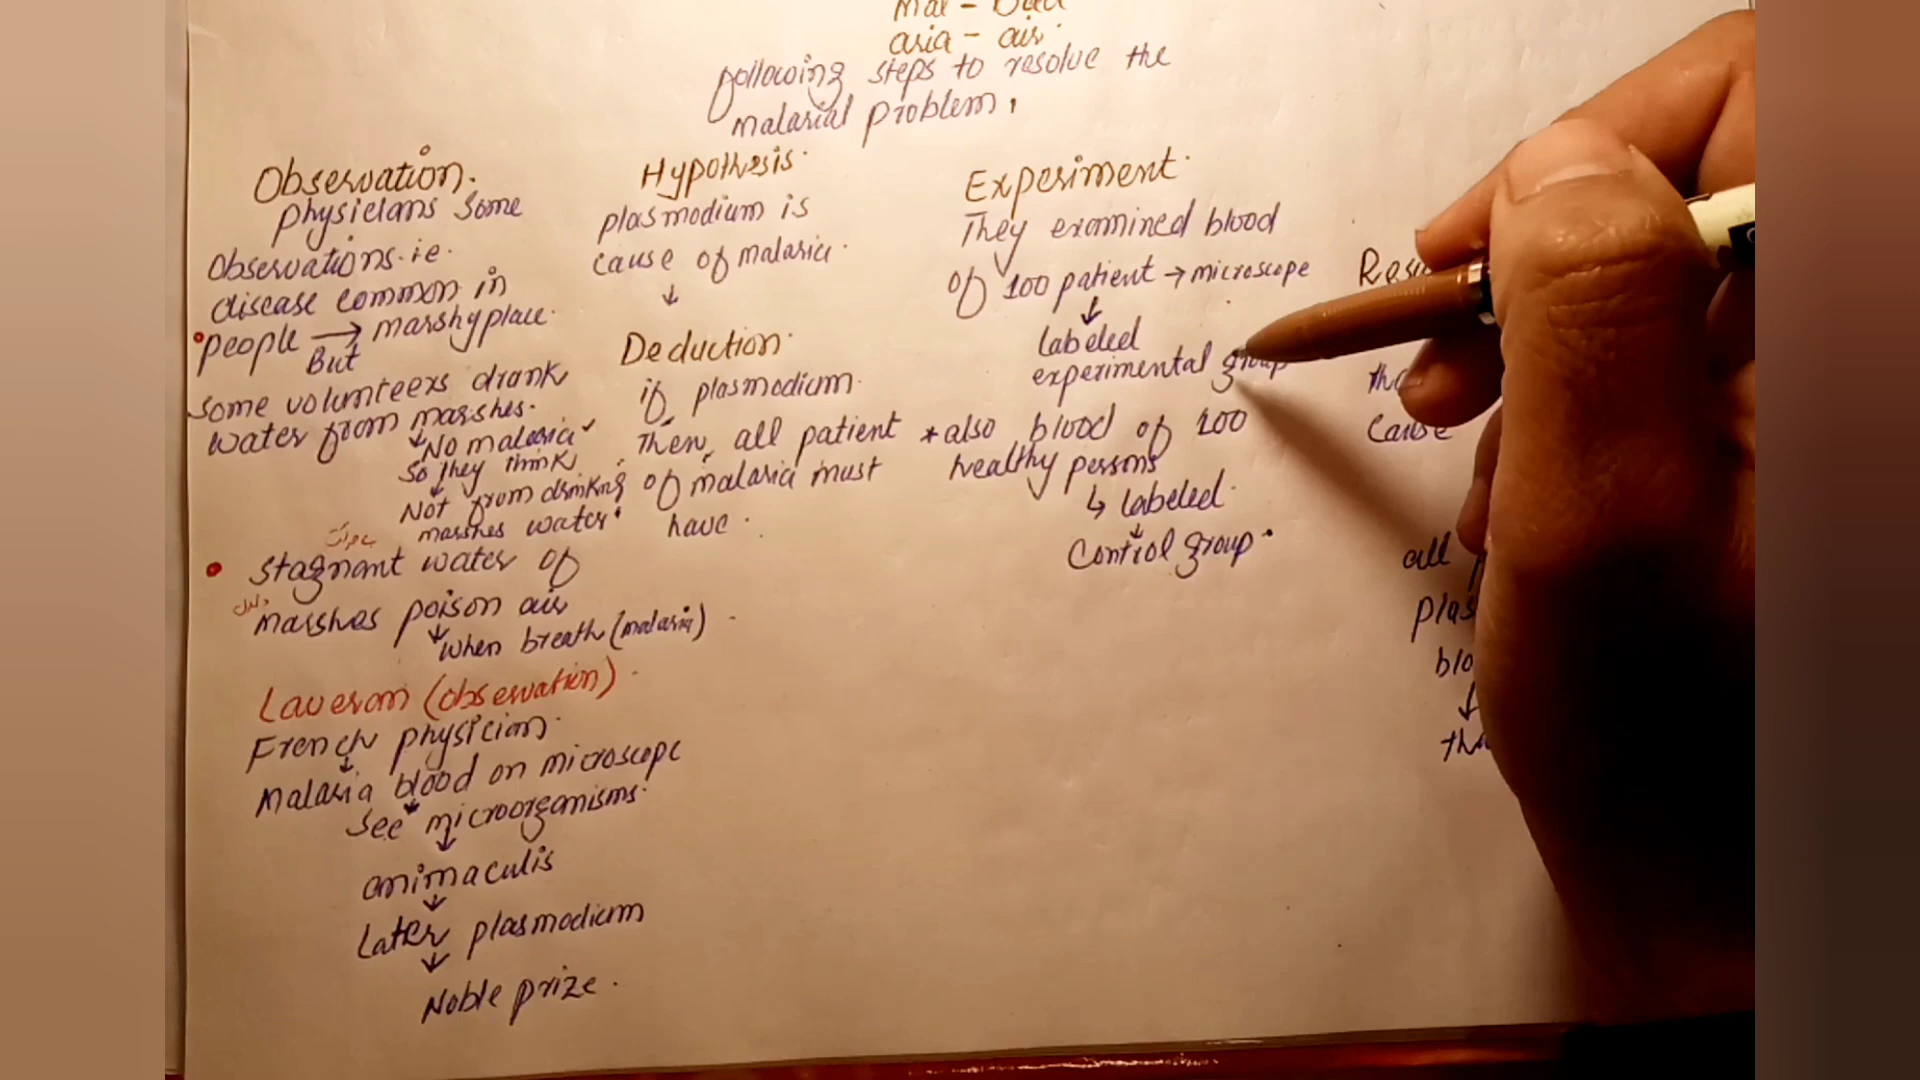 Mal - Bad
aria - air
following steps to resolve the
malarial problem.
Observation.
physicians some
observations. i.e.
disease common in
• people → marshy place.
But
some volunteers drank
water from marshes.
↓ No malaria ✓
so they think
↓
Not from drinking
marshes water.
• stagnant water of
marshes poison air
↓ when breath (malaria)
Laveran (observation)
French physician
↓
Malaria blood on microscope
↓
see microorganisms.
↓
animaculis
↓
Later plasmodium
↓
Noble prize.
Hypothesis.
plasmodium is
cause of malaria.
↓
Deduction.
if plasmodium.
Then, all patient
of malaria must
have.
Experiment.
They examined blood
of 100 patient → microscope
↓
labeled
experimental group
* also blood of 100
healthy persons
↳ labeled.
↓
Control group.
cause
all
↓